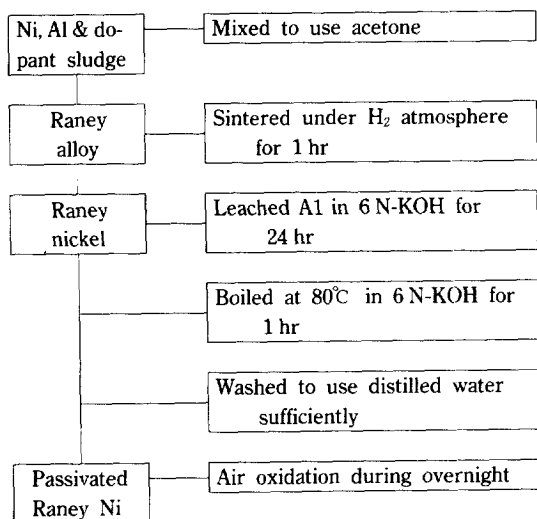 Ni, Al & do-
pant sludge
Mixed to use acetone
Raney
alloy
Sintered under H₂ atmosphere
for 1 hr
Raney
nickel
Leached A1 in 6 N-KOH for
24 hr
Boiled at 80℃ in 6 N-KOH for
1 hr
Washed to use distilled water
sufficiently
Passivated
Raney Ni
Air oxidation during overnight